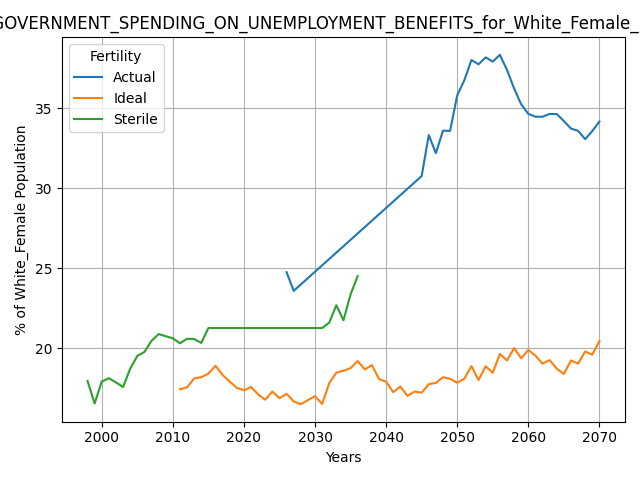 GOVERNMENT_SPENDING_ON_UNEMPLOYMENT_BENEFITS_for_White_Female_
Fertility
Actual
Ideal
Sterile
% of White_Female Population
35
30
25
20
2000
2010
2020
2030
2040
2050
2060
2070
Years